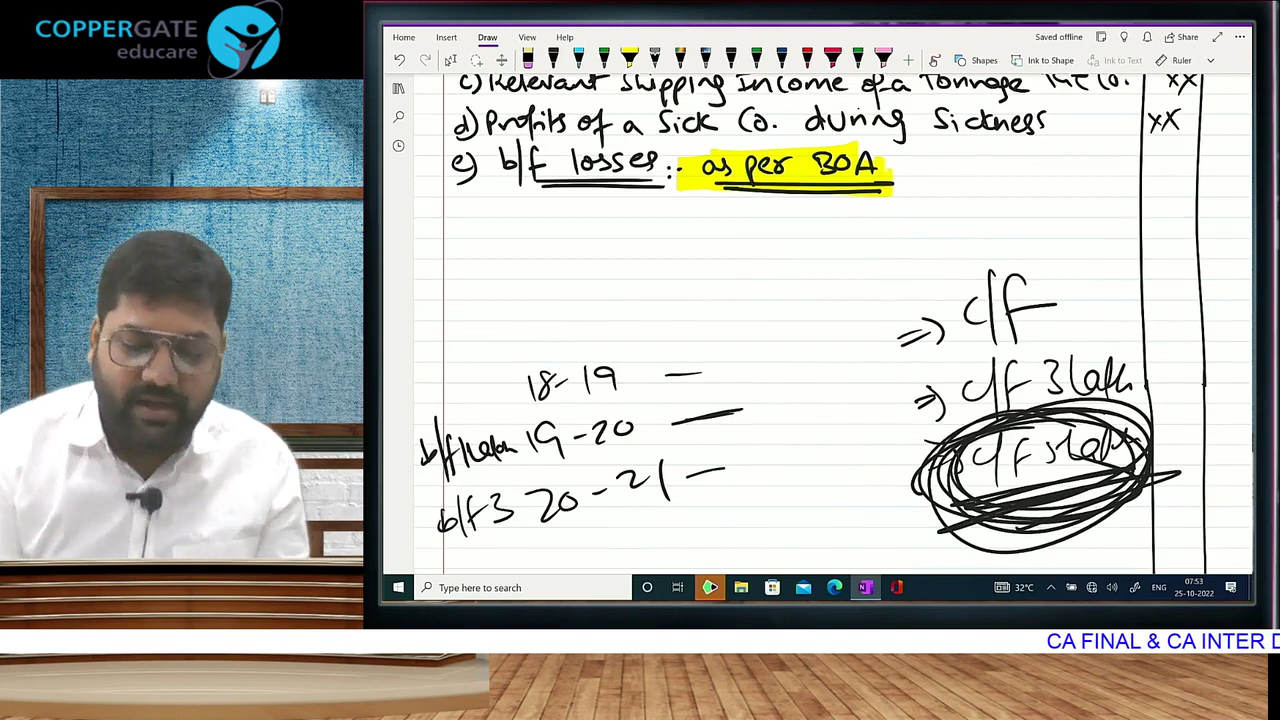 COPPERGATE
educare
Home Insert Draw View Help
Saved offline
Share
Shapes
Ink to Shape
Ink to Text
Ruler
c) Relevant Shipping Income of a Tonnage Tax Co. xx
d) Profits of a Sick Co. during Sickness xx
e) b/f losses :- as per BOA
=> c/f
18-19 —
=> c/f 3 lakh
b/f 19-20 —
c/f 3 lakh
b/f 3 20-21 —
Type here to search
32°C
ENG
07:53
25-10-2022
CA FINAL & CA INTER D